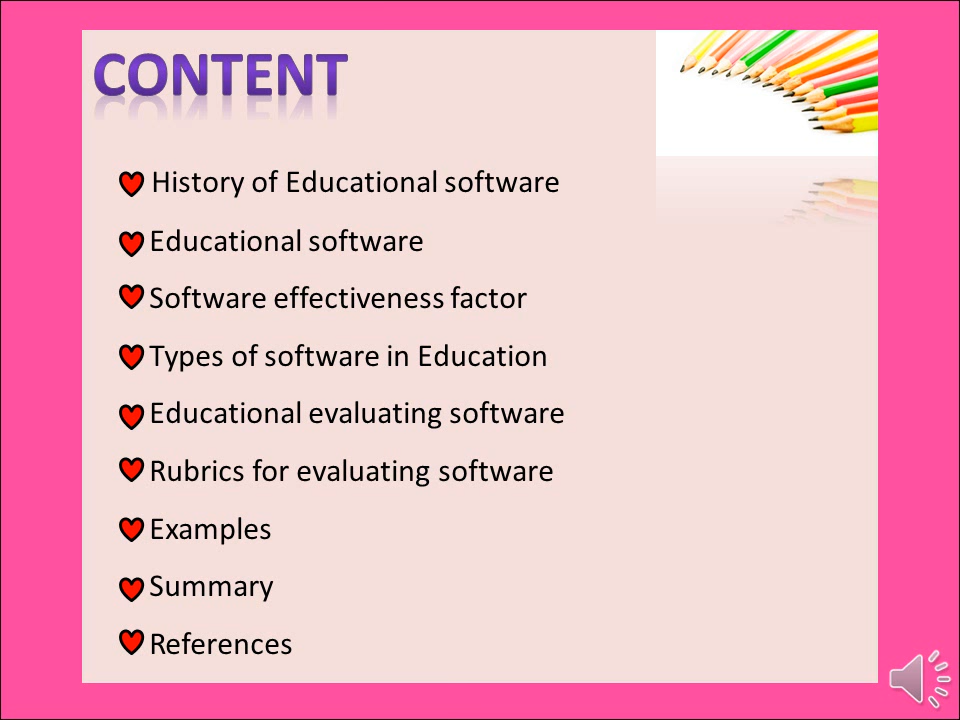 CONTENT
History of Educational software
Educational software
Software effectiveness factor
Types of software in Education
Educational evaluating software
Rubrics for evaluating software
Examples
Summary
References